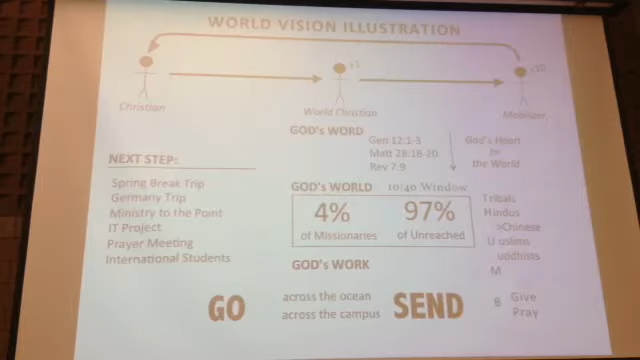 WORLD VISION ILLUSTRATION
x1
x10
Christian
World Christian
Mobilizer
GOD's WORD
Gen 12:1-3
Matt 28:18-20
Rev 7:9
God's Heart
for
the World
NEXT STEP:
Spring Break Trip
Germany Trip
Ministry to the Point
IT Project
Prayer Meeting
International Students
GOD's WORLD 10:40 Window
4%
of Missionaries
97%
of Unreached
Tribals
Hindus
>Chinese
U uslims
uddhists
M
B
GOD's WORK
GO
across the ocean
across the campus
SEND
Give
Pray